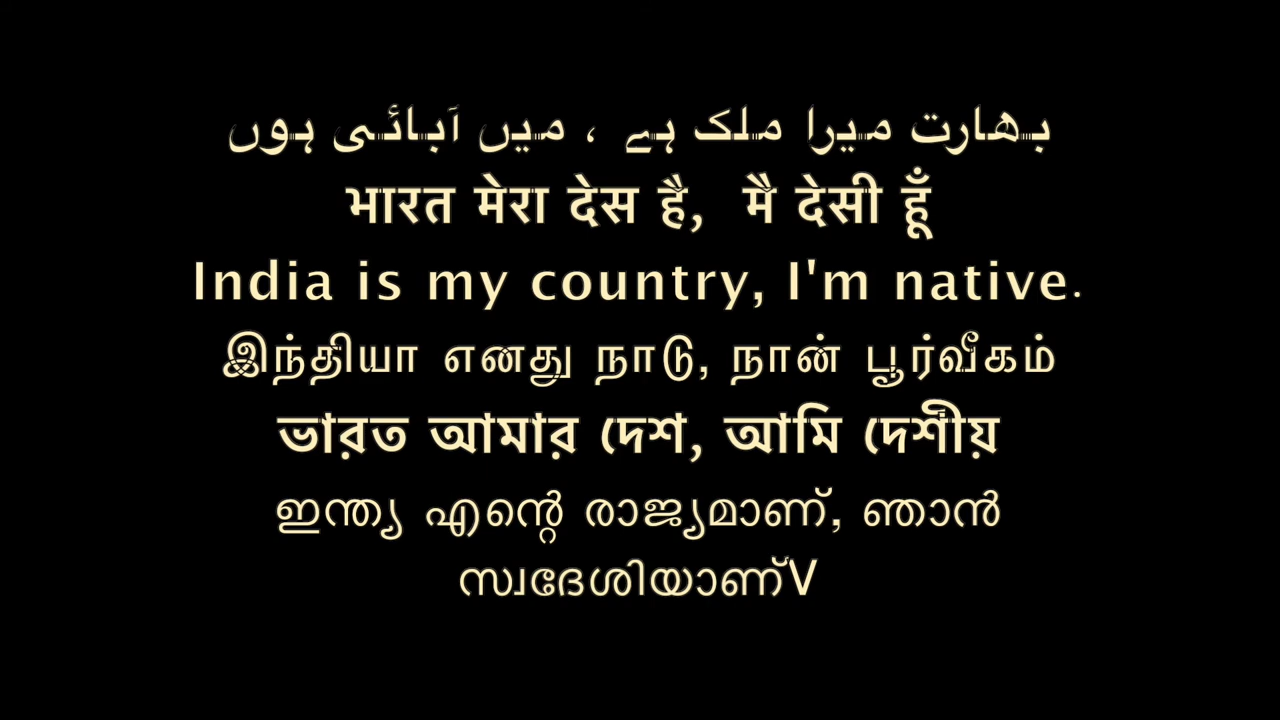 بھارت میرا ملک ہے ، میں آبائی ہوں
भारत मेरा देस है, मै देसी हूँ
India is my country, I'm native.
இந்தியா எனது நாடு, நான் பூர்வீகம்
ভারত আমার দেশ, আমি দেশীয়
ഇന്ത്യ എന്റെ രാജ്യമാണ്, ഞാൻ
സ്വദേശിയാണ്V